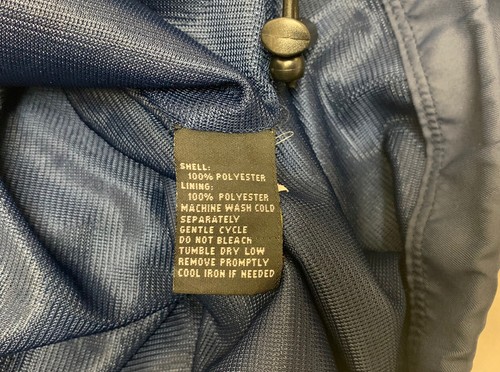 SHELL:
100% POLYESTER
LINING:
100% POLYESTER
MACHINE WASH COLD
SEPARATELY
GENTLE CYCLE
DO NOT BLEACH
TUMBLE DRY LOW
REMOVE PROMPTLY
COOL IRON IF NEEDED